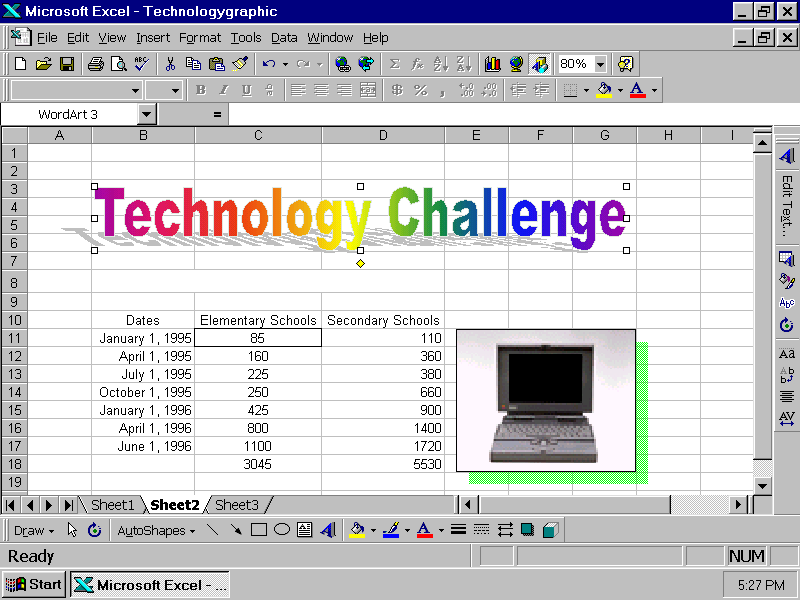 Microsoft Excel - Technologygraphic
File Edit View Insert Format Tools Data Window Help
80%
WordArt 3 =
A B C D E F G H I
1
2
3
4
5
6
7
8
9
Technology Challenge
10 Dates Elementary Schools Secondary Schools
11 January 1, 1995 85 110
12 April 1995 160 360
13 July 1, 1995 225 380
14 October 1, 1995 250 660
15 January 1, 1996 425 900
16 April 1, 1996 800 1400
17 June 1, 1996 1100 1720
18 3045 5530
19
Edit Text...
Abc
Aa
AV
Sheet1 Sheet2 Sheet3
Draw AutoShapes
Ready NUM
Start Microsoft Excel - ... 5:27 PM